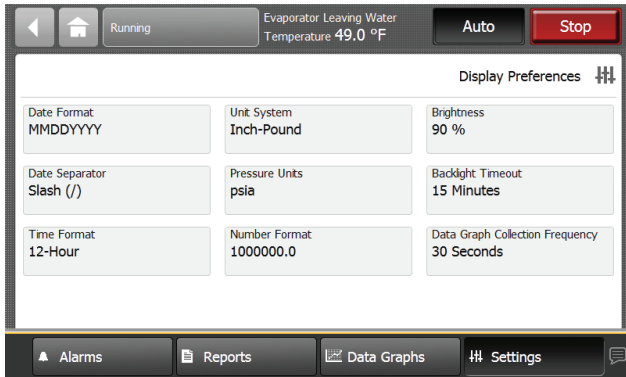 Running
Evaporator Leaving Water
Temperature 49.0 °F
Auto
Stop
Display Preferences
Date Format
MMDDYYYY
Unit System
Inch-Pound
Brightness
90 %
Date Separator
Slash (/)
Pressure Units
psia
Backlight Timeout
15 Minutes
Time Format
12-Hour
Number Format
1000000.0
Data Graph Collection Frequency
30 Seconds
Alarms
Reports
Data Graphs
Settings